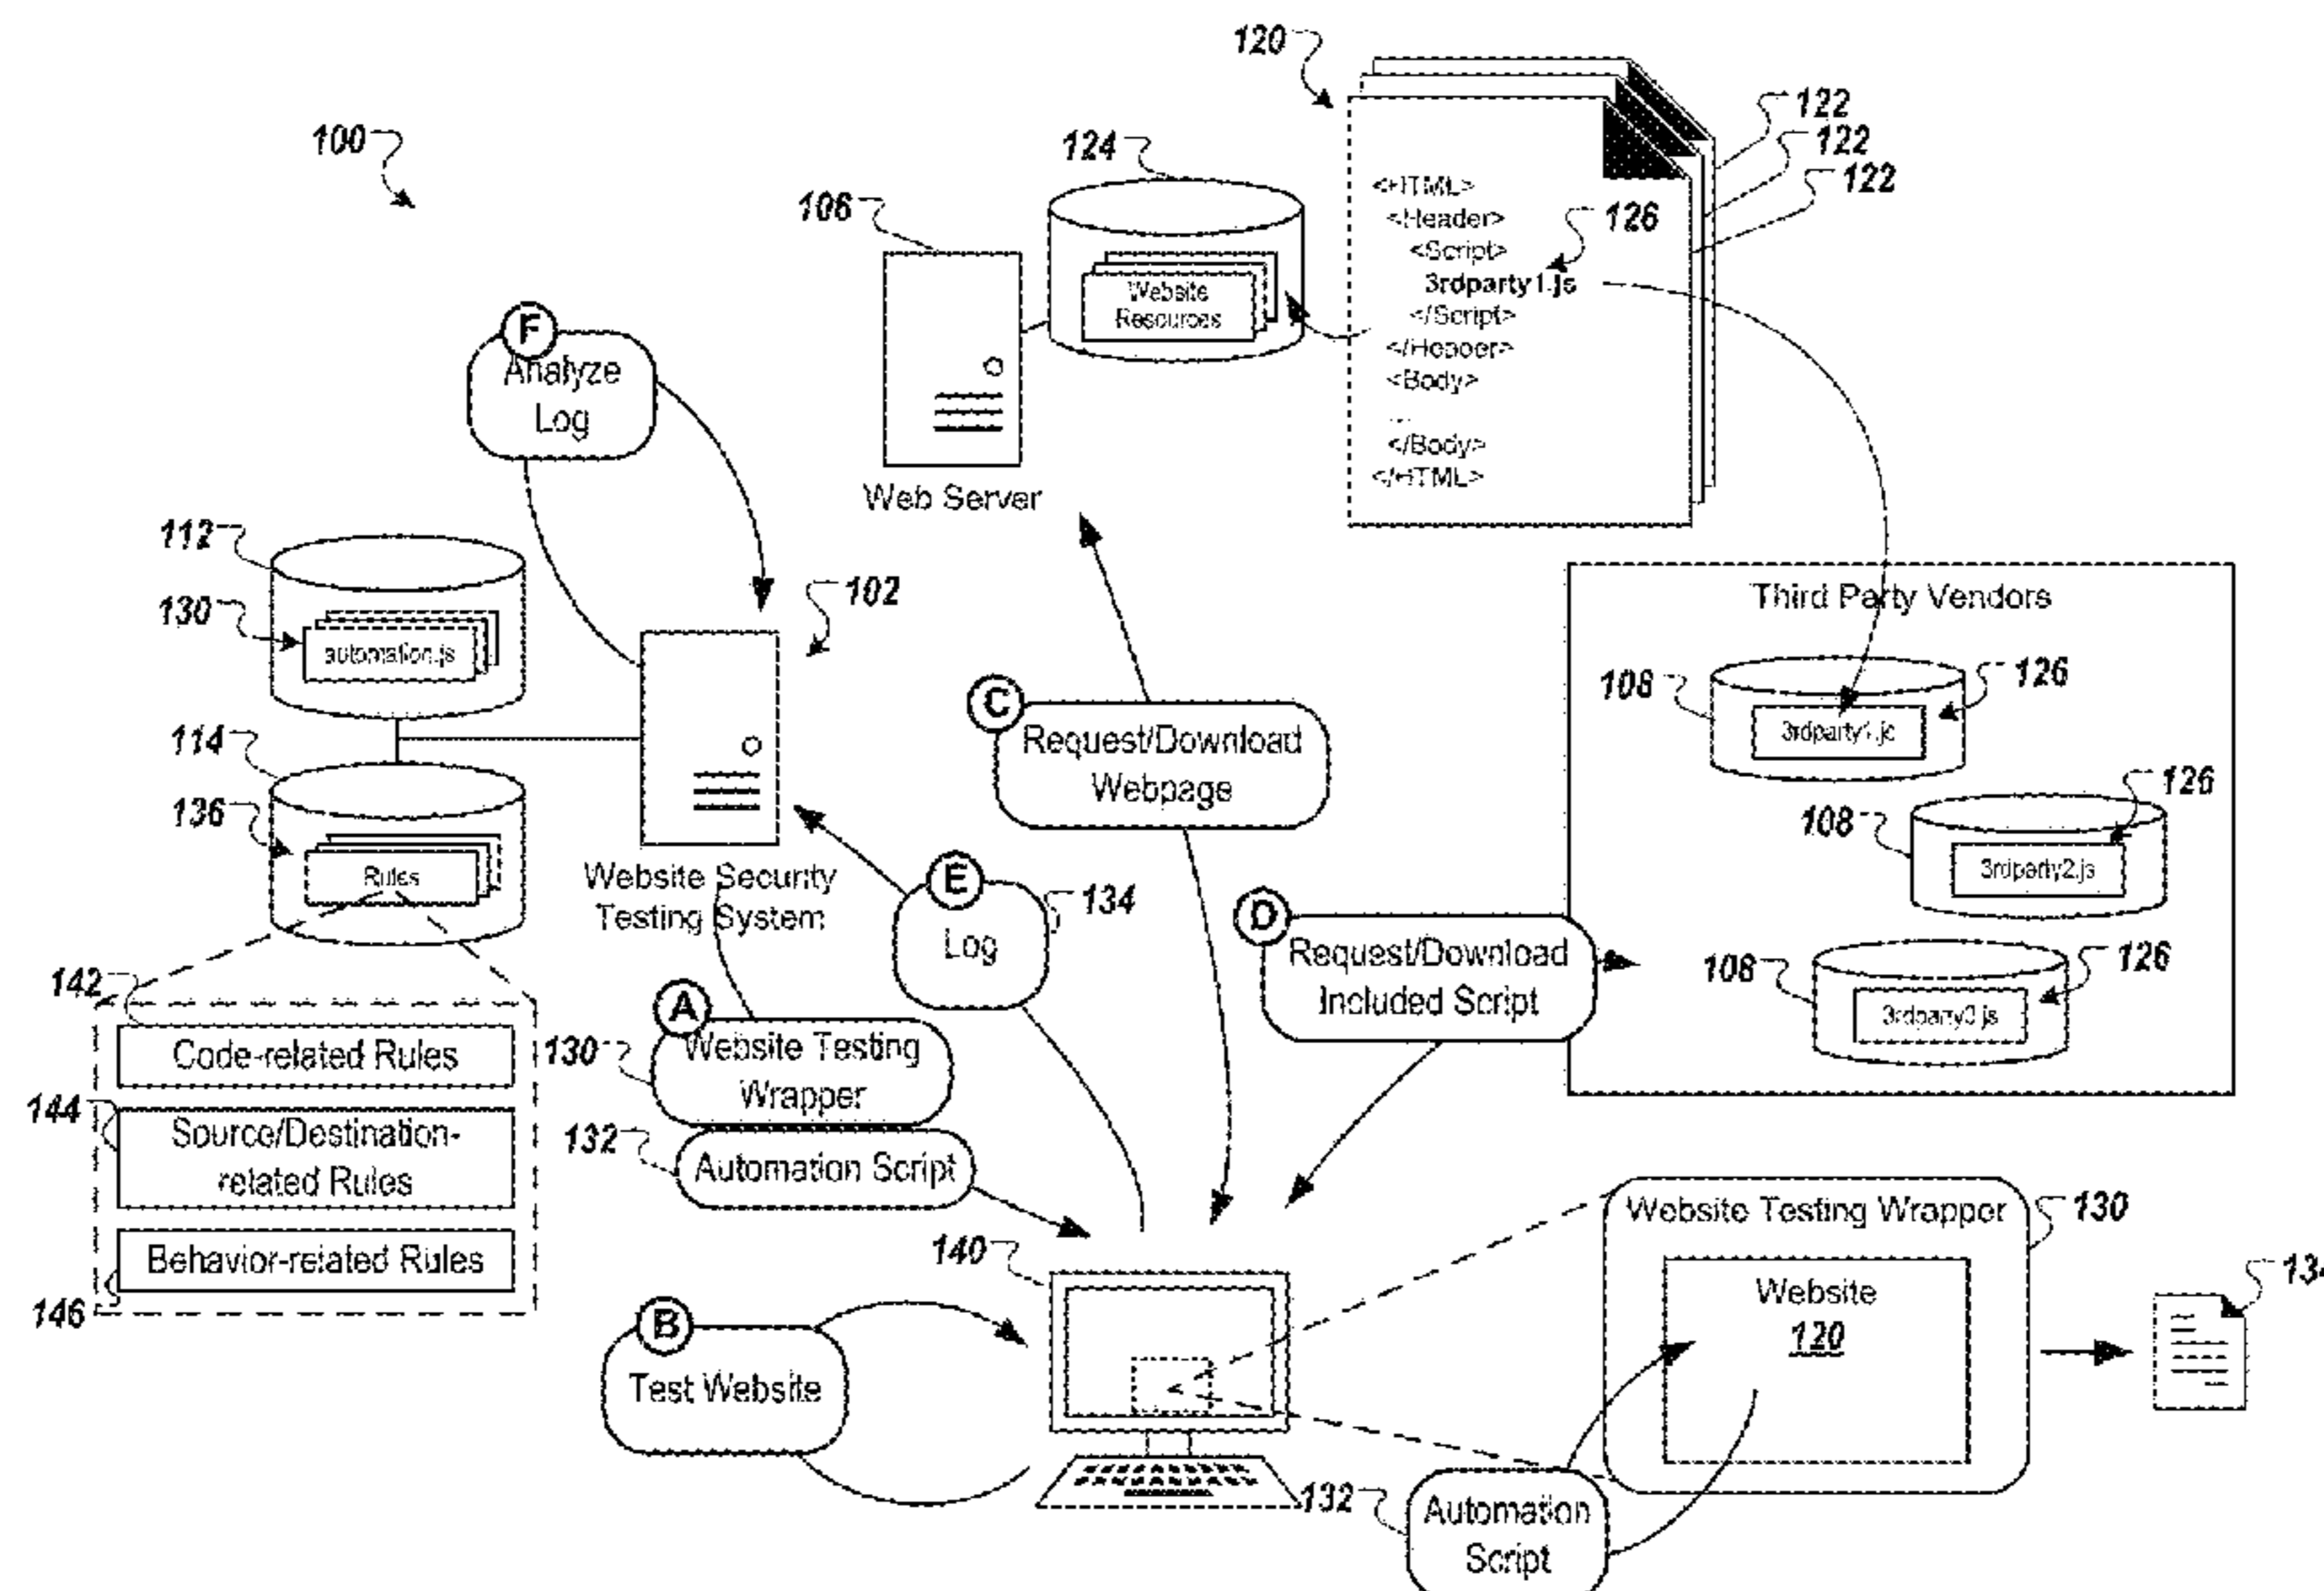 100
120
122
122
122
124
106
Website
Resources
<HTML>
<Header>
<Script>
126
3rdparty1.js
</Script>
</Header>
<Body>
...
</Body>
</HTML>
Web Server
F
Analyze
Log
112
130
automation.js
102
114
136
Rules
Website Security
Testing System
C
Request/Download
Webpage
Third Party Vendors
108
126
3rdparty1.js
108
126
3rdparty2.js
108
126
3rdparty3.js
E
Log
134
D
Request/Download
Included Script
142
Code-related Rules
144
Source/Destination-
related Rules
146
Behavior-related Rules
A
130
Website Testing
Wrapper
132
Automation Script
B
Test Website
140
Website Testing Wrapper
130
Website
120
132
Automation
Script